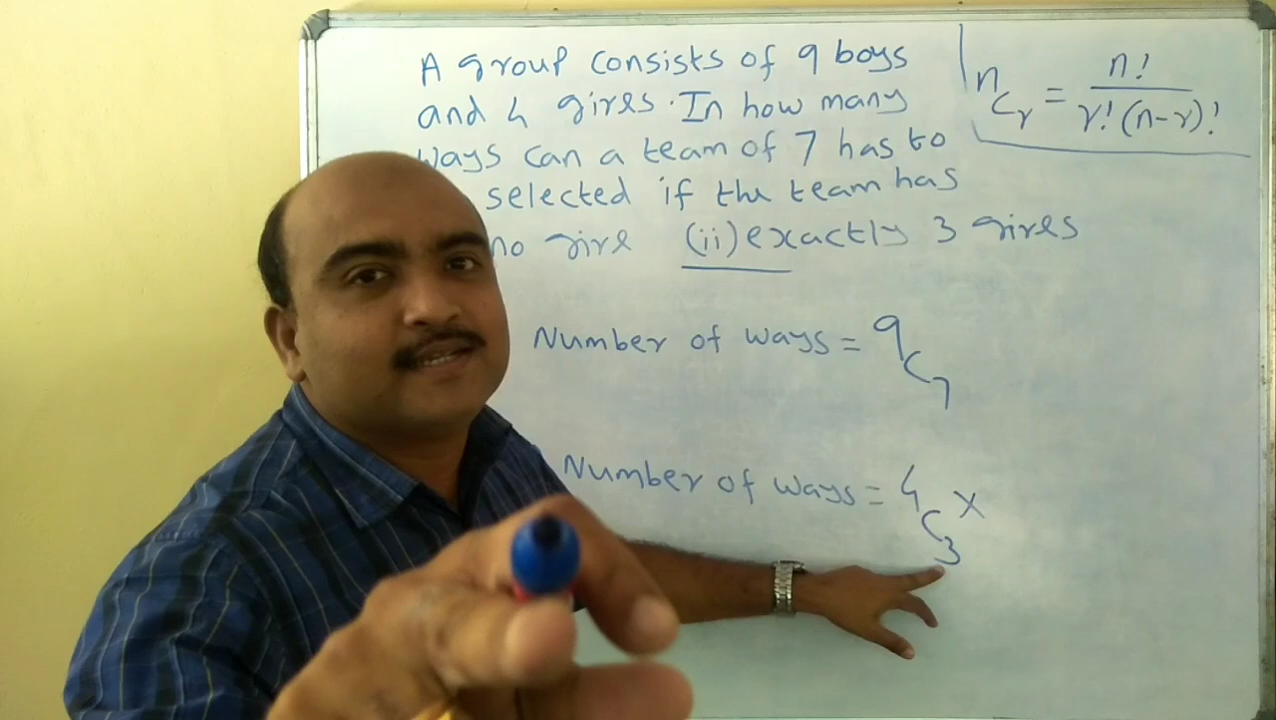 A group consists of 9 boys
and 4 girls. In how many
ways can a team of 7 has to
selected if the team has
no girl (ii) exactly 3 girls
nCr = n! / r!(n-r)!
Number of ways = 9C7
Number of ways = 4C3 ×